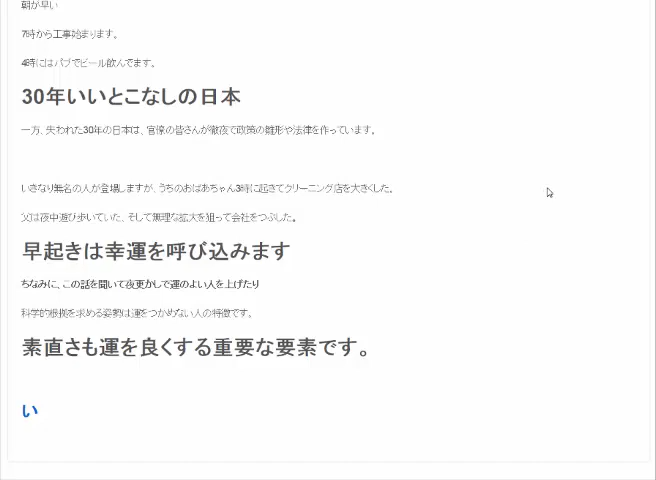 朝が早い
7時から工事始まります。
4時にはパブでビール飲んでます。
30年いいとこなしの日本
一方、失われた30年の日本は、官僚の皆さんが徹夜で政策の雛形や法律を作っています。
いきなり無名の人が登場しますが、うちのおばあちゃん3時に起きてクリーニング店を大きくした。
父は夜中遊び歩いていた、そして無理な拡大を狙って会社をつぶした。
早起きは幸運を呼び込みます
ちなみに、この話を聞いて夜更かしで運のよい人を上げたり
科学的根拠を求める姿勢は運をつかめない人の特徴です。
素直さも運を良くする重要な要素です。
い